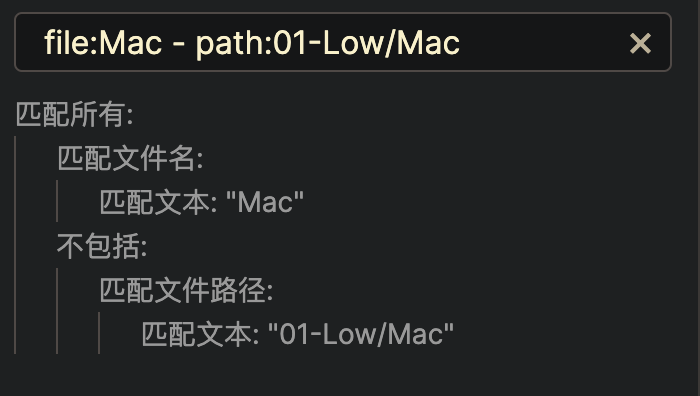 file:Mac - path:01-Low/Mac
匹配所有:
匹配文件名:
匹配文本: "Mac"
不包括:
匹配文件路径:
匹配文本: "01-Low/Mac"